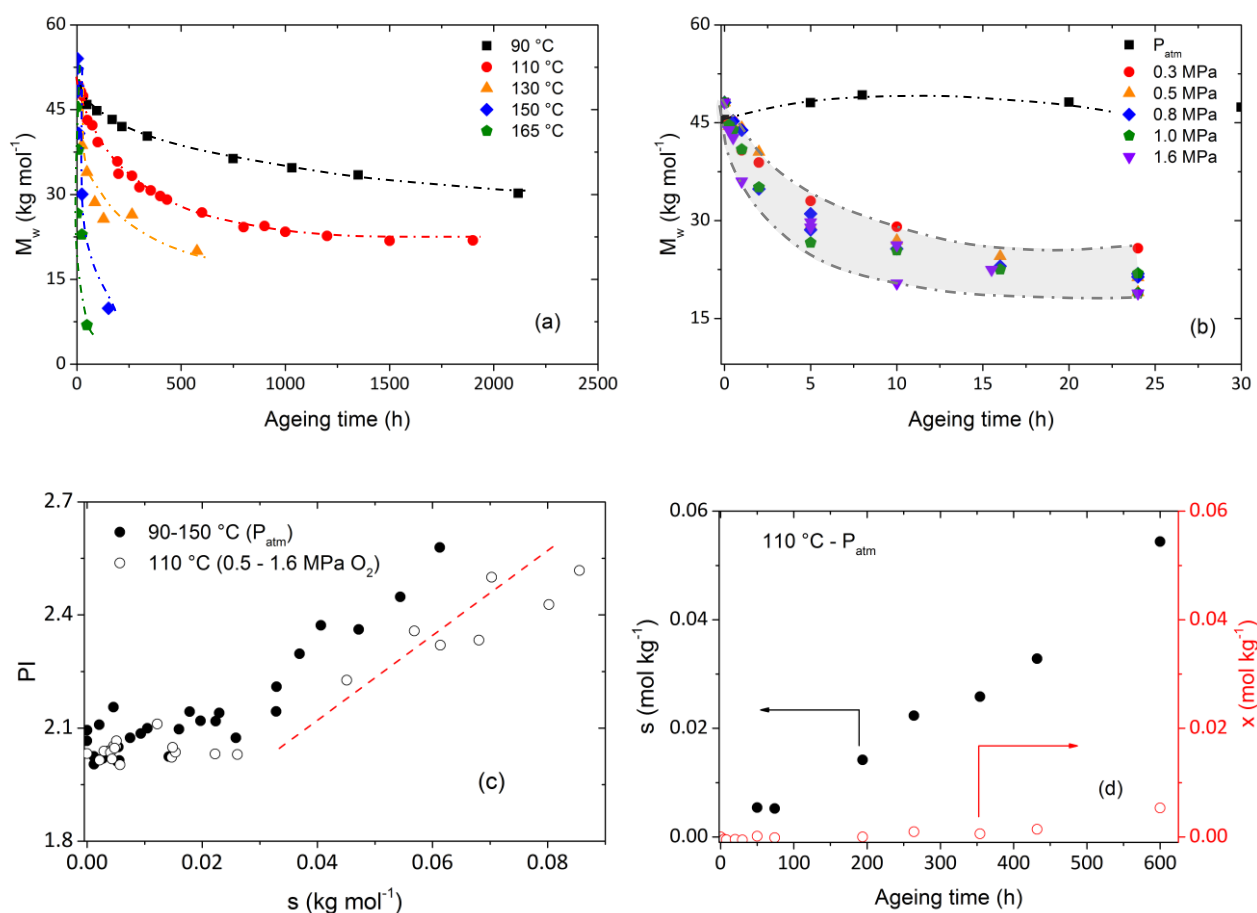 60
45
30
15
0
M_w (kg mol⁻¹)
90 °C
110 °C
130 °C
150 °C
165 °C
(a)
0 500 1000 1500 2000 2500
Ageing time (h)
60
45
30
15
M_w (kg mol⁻¹)
P_atm
0.3 MPa
0.5 MPa
0.8 MPa
1.0 MPa
1.6 MPa
(b)
0 5 10 15 20 25 30
Ageing time (h)
2.7
2.4
2.1
1.8
PI
90-150 °C (P_atm)
110 °C (0.5 - 1.6 MPa O₂)
(c)
0.00 0.02 0.04 0.06 0.08
s (kg mol⁻¹)
0.06
0.04
0.02
0.00
s (mol kg⁻¹)
110 °C - P_atm
(d)
0.06
0.04
0.02
0.00
x (mol kg⁻¹)
0 100 200 300 400 500 600
Ageing time (h)